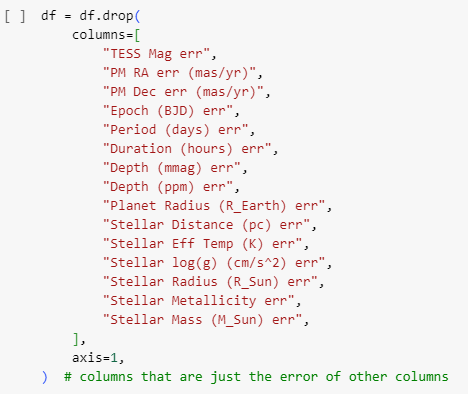 [ ] df = df.drop(
columns=[
"TESS Mag err",
"PM RA err (mas/yr)",
"PM Dec err (mas/yr)",
"Epoch (BJD) err",
"Period (days) err",
"Duration (hours) err",
"Depth (mmag) err",
"Depth (ppm) err",
"Planet Radius (R_Earth) err",
"Stellar Distance (pc) err",
"Stellar Eff Temp (K) err",
"Stellar log(g) (cm/s^2) err",
"Stellar Radius (R_Sun) err",
"Stellar Metallicity err",
"Stellar Mass (M_Sun) err",
],
axis=1,
) # columns that are just the error of other columns